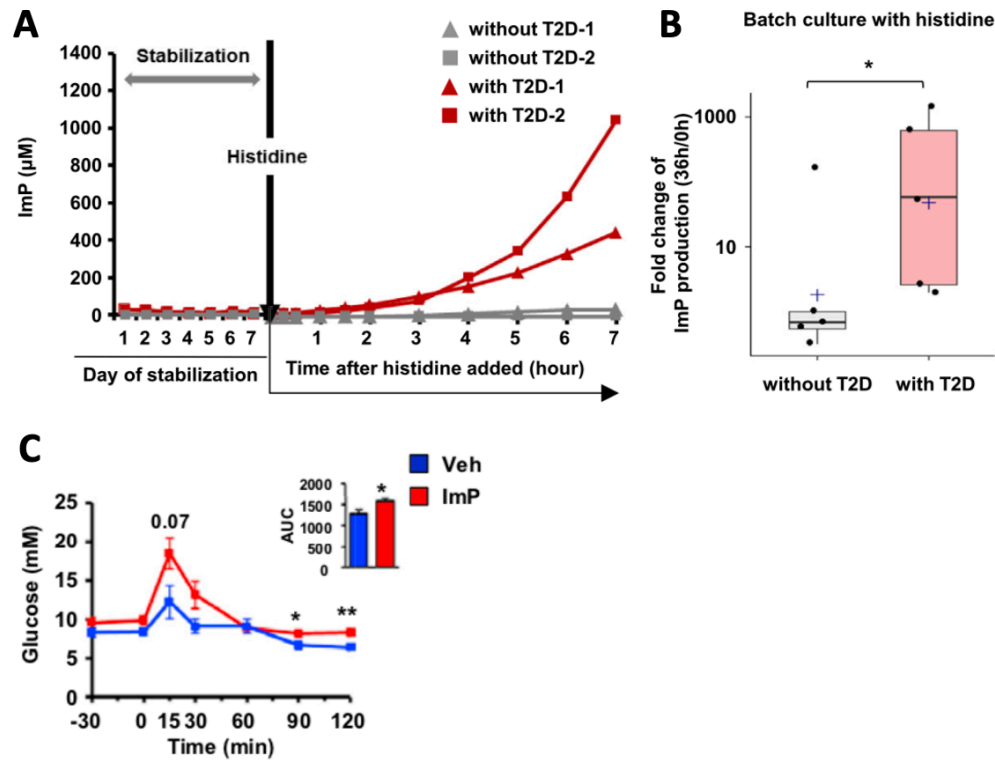 A
without T2D-1
without T2D-2
with T2D-1
with T2D-2
Stabilization
Histidine
ImP (µM)
1400
1200
1000
800
600
400
200
0
1 2 3 4 5 6 7
1 2 3 4 5 6 7
Day of stabilization
Time after histidine added (hour)
B
Batch culture with histidine
*
Fold change of
ImP production (36h/0h)
1000
10
without T2D
with T2D
C
Veh
ImP
AUC
2000
1500
1000
500
0
*
Glucose (mM)
25
20
15
10
5
0
0.07
*
**
-30 0 15 30 60 90 120
Time (min)